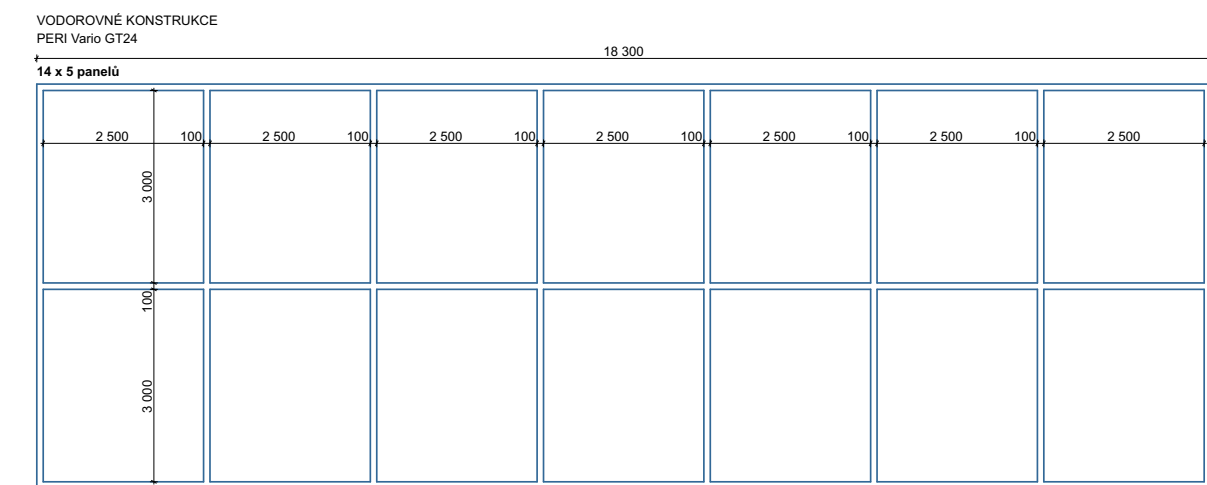 VODOROVNÉ KONSTRUKCE
PERI Vario GT24
18 300
14 x 5 panelů
2 500 100 2 500 100 2 500 100 2 500 100 2 500 100 2 500 100 2 500
3 000
100
3 000